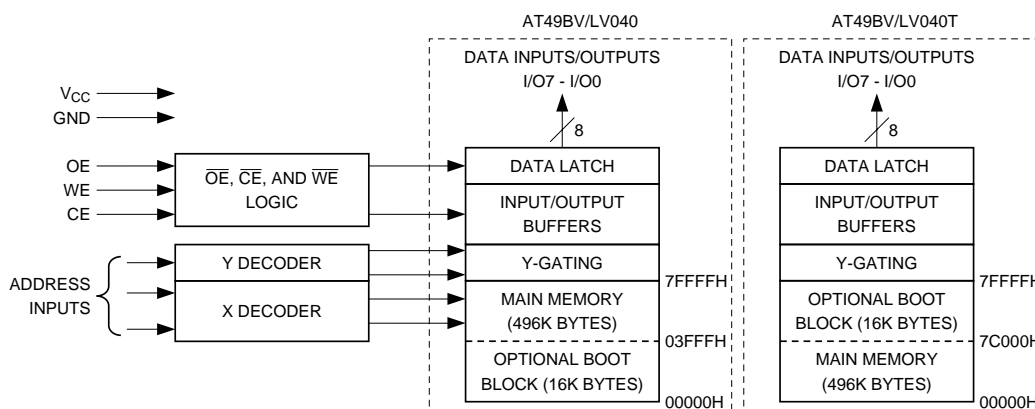 AT49BV/LV040
AT49BV/LV040T
DATA INPUTS/OUTPUTS
I/O7 - I/O0
8
DATA INPUTS/OUTPUTS
I/O7 - I/O0
8
VCC
GND
OE
WE
CE
OE, CE, AND WE
LOGIC
ADDRESS
INPUTS
Y DECODER
X DECODER
DATA LATCH
INPUT/OUTPUT
BUFFERS
Y-GATING
7FFFFH
MAIN MEMORY
(496K BYTES)
03FFFH
OPTIONAL BOOT
BLOCK (16K BYTES)
00000H
DATA LATCH
INPUT/OUTPUT
BUFFERS
Y-GATING
7FFFFH
OPTIONAL BOOT
BLOCK (16K BYTES)
7C000H
MAIN MEMORY
(496K BYTES)
00000H